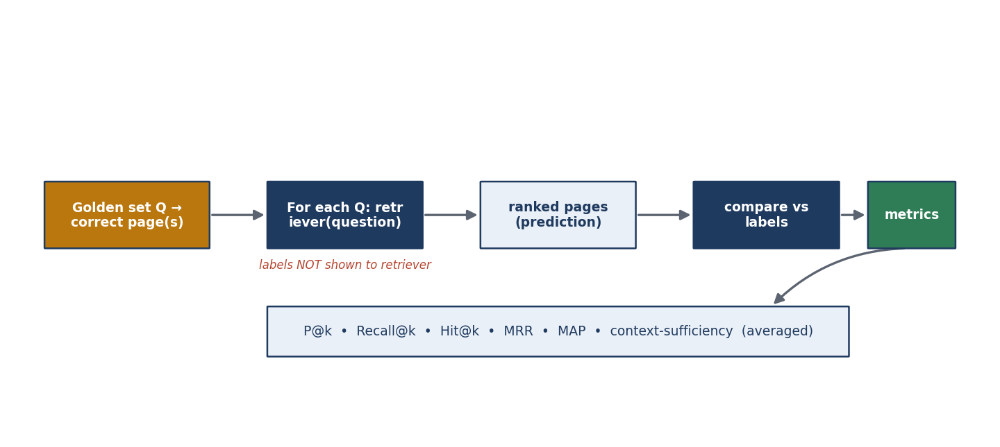 Golden set Q →
correct page(s)
For each Q: retr
iever(question)
ranked pages
(prediction)
compare vs
labels
metrics
labels NOT shown to retriever
P@k • Recall@k • Hit@k • MRR • MAP • context-sufficiency (averaged)